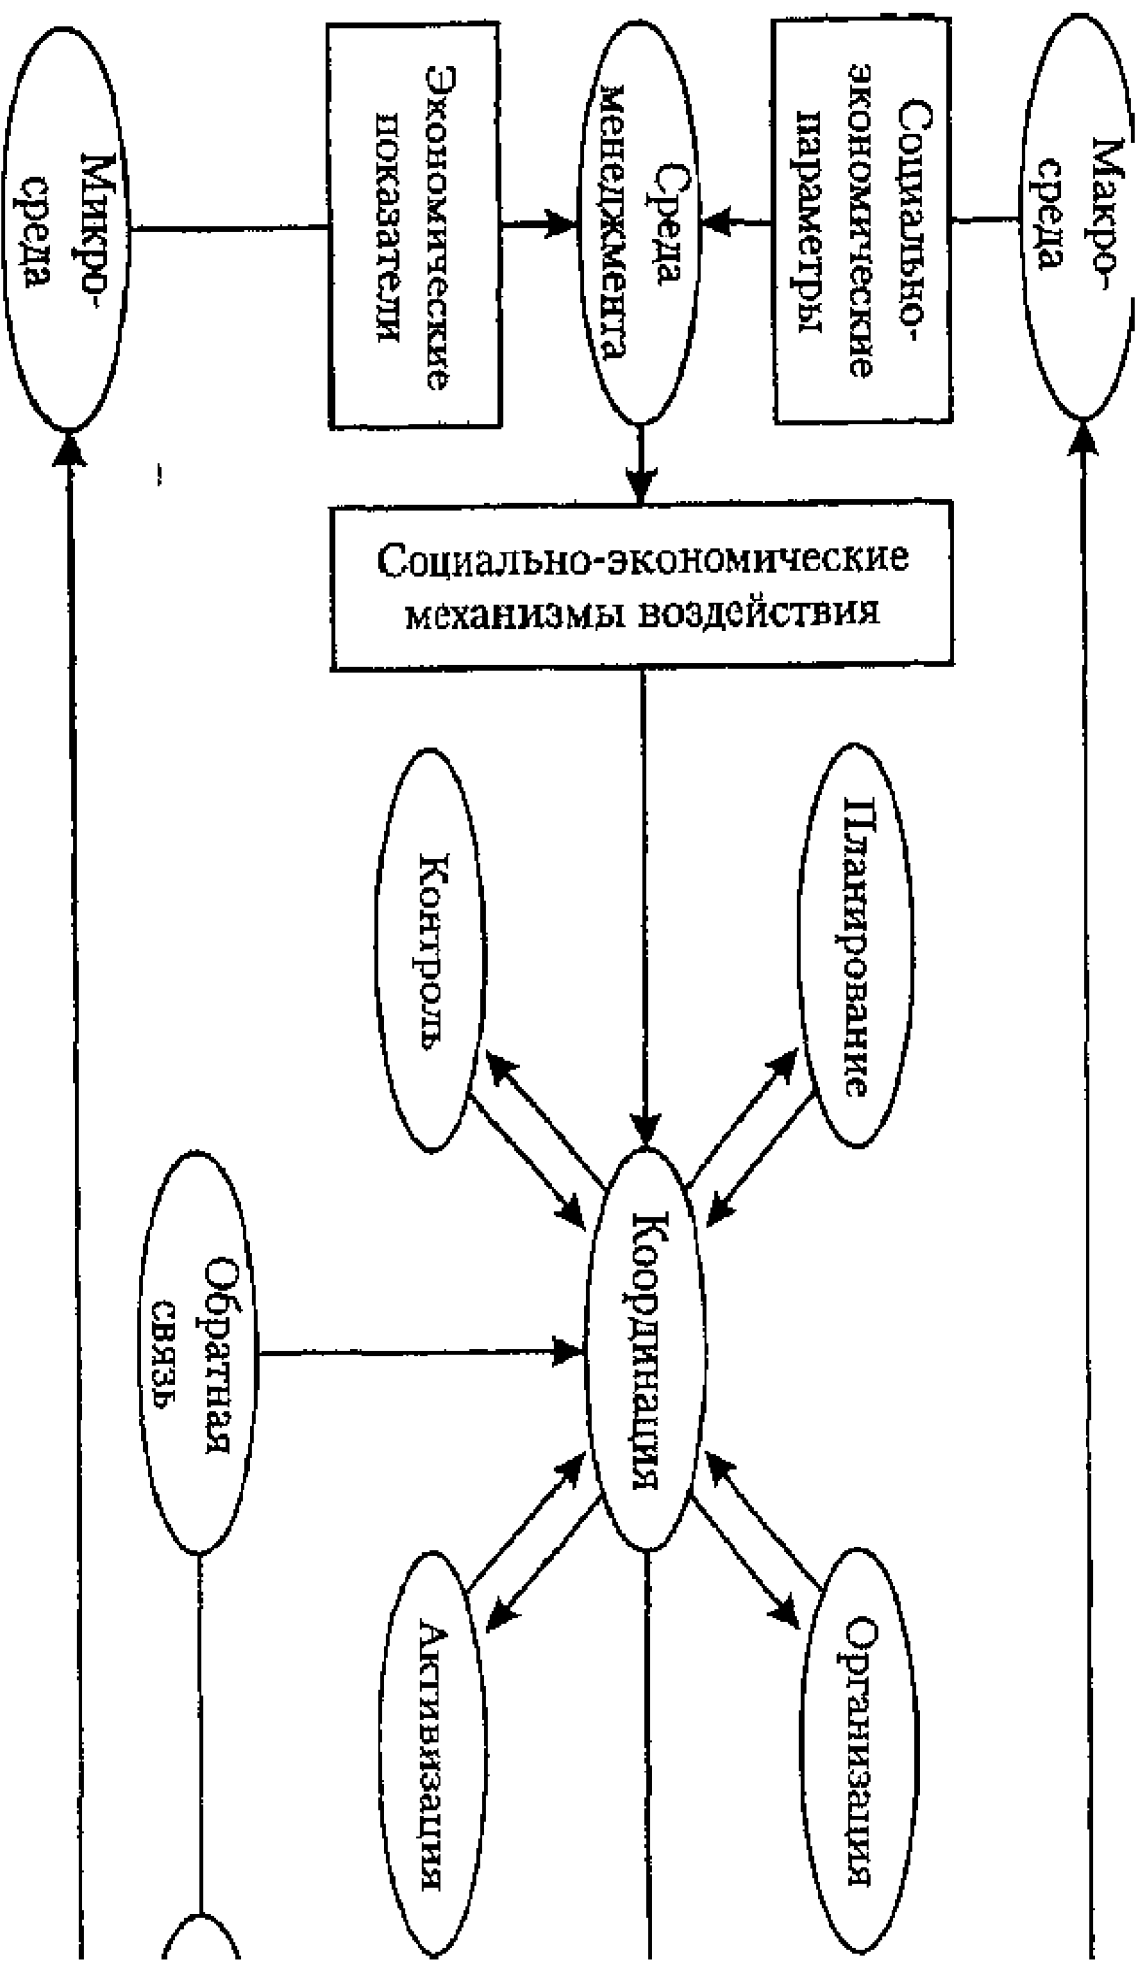 Макро-
среда
Социально-
экономические
параметры
Среда
менеджмента
Экономические
показатели
Микро-
среда
Социально-экономические
механизмы воздействия
Планирование
Контроль
Координация
Обратная
связь
Организация
Активизация